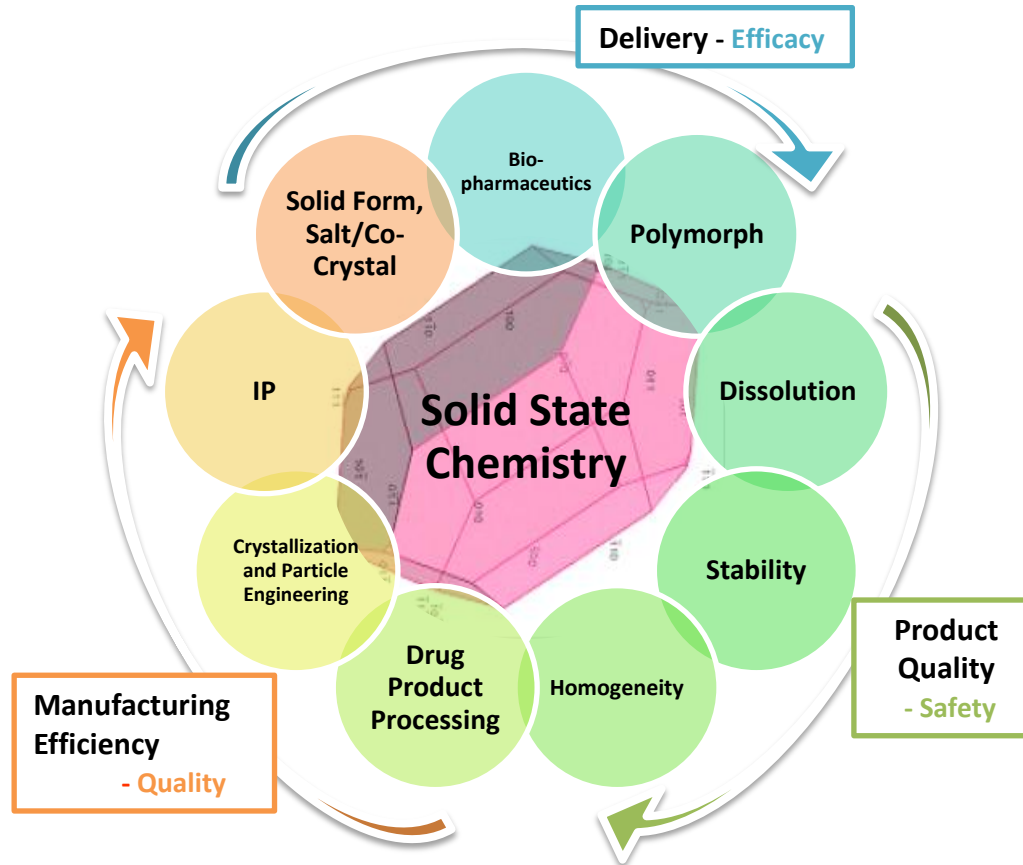 Delivery - Efficacy
Bio-
pharmaceutics
Solid Form,
Salt/Co-
Crystal
Polymorph
IP
Dissolution
Solid State
Chemistry
100
Crystallization
and Particle
Engineering
Stability
Drug
Product
Processing
Homogeneity
Product
Quality
- Safety
Manufacturing
Efficiency
- Quality